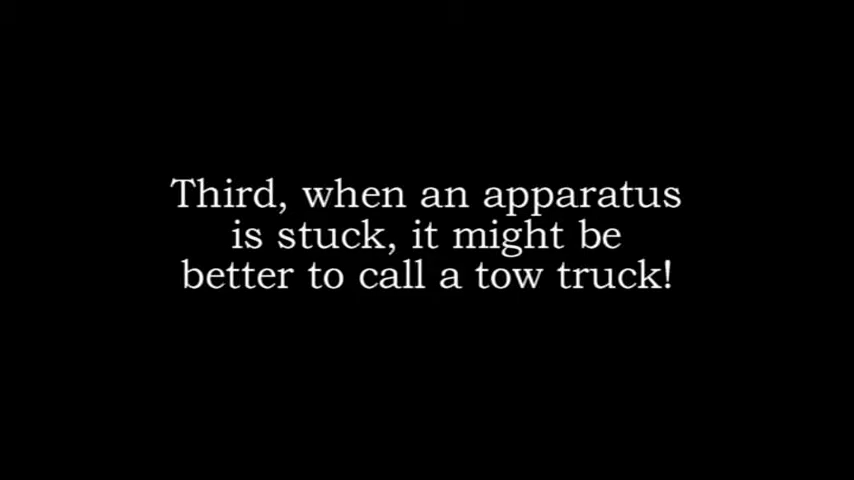 Third, when an apparatus
is stuck, it might be
better to call a tow truck!